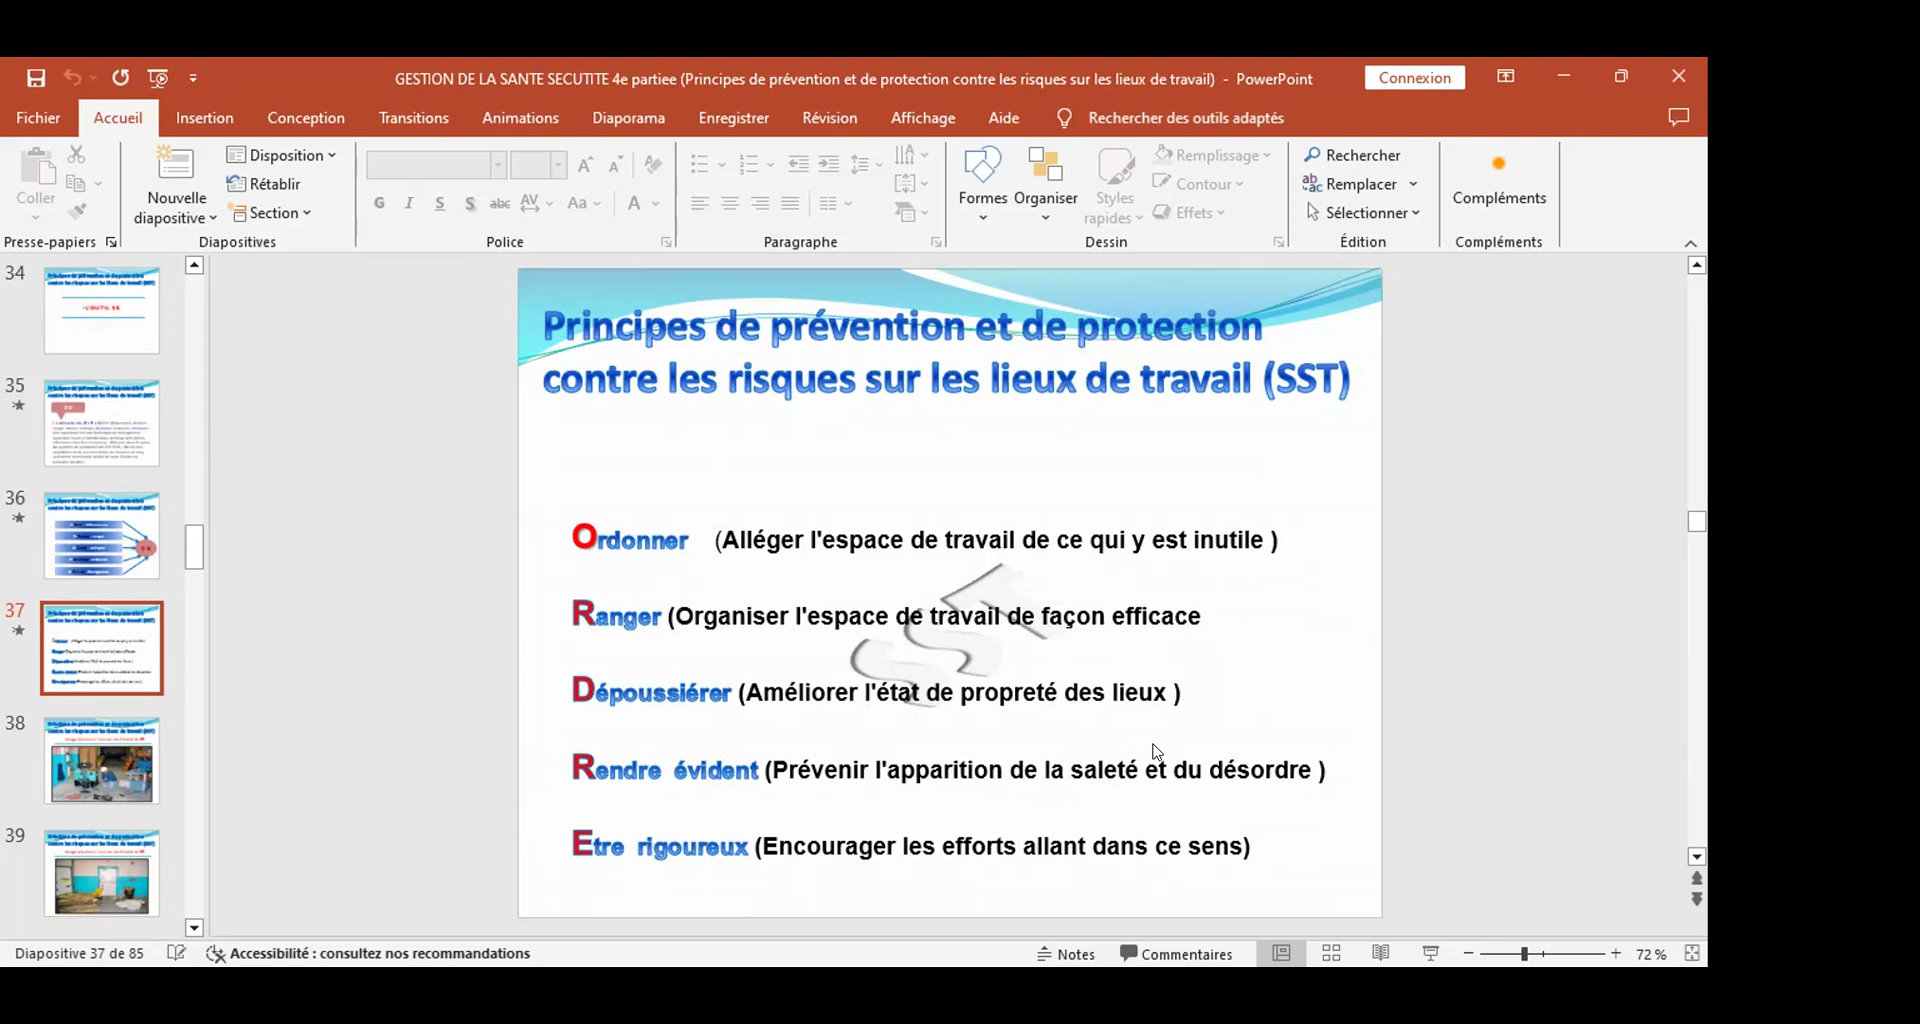 GESTION DE LA SANTE SECUTITE 4e partiee (Principes de prévention et de protection contre les risques sur les lieux de travail) - PowerPoint
Connexion
Fichier Accueil Insertion Conception Transitions Animations Diaporama Enregistrer Révision Affichage Aide Rechercher des outils adaptés
Coller
Presse-papiers
Nouvelle diapositive
Disposition
Rétablir
Section
Diapositives
G I S S abc AV Aa A
Police
Paragraphe
Formes
Organiser
Styles rapides
Remplissage
Contour
Effets
Dessin
Rechercher
Remplacer
Sélectionner
Édition
Compléments
Compléments
34
35
36
37
38
39
Principes de prévention et de protection
contre les risques sur les lieux de travail (SST)
Ordonner (Alléger l'espace de travail de ce qui y est inutile )
Ranger (Organiser l'espace de travail de façon efficace
SST
Dépoussiérer (Améliorer l'état de propreté des lieux )
Rendre évident (Prévenir l'apparition de la saleté et du désordre )
Etre rigoureux (Encourager les efforts allant dans ce sens)
Diapositive 37 de 85 Accessibilité : consultez nos recommandations Notes Commentaires 72 %